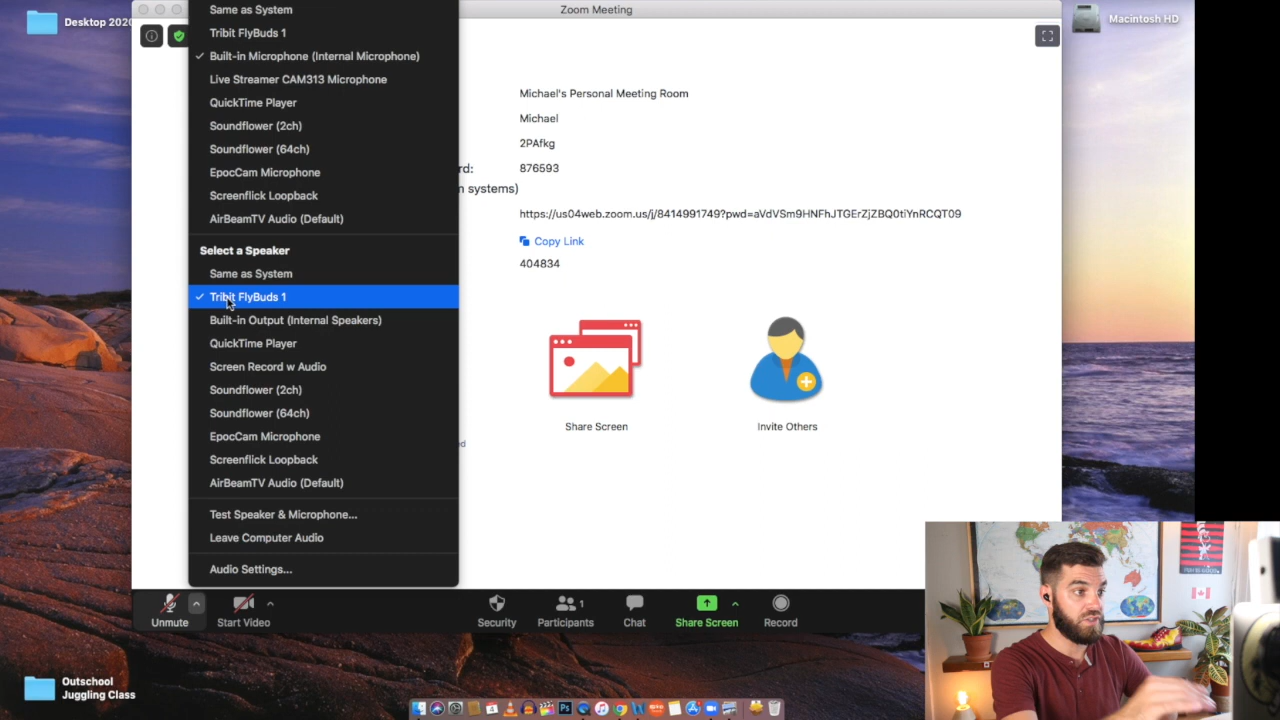 Desktop 2020
Zoom Meeting
Macintosh HD
Same as System
Tribit FlyBuds 1
✓ Built-in Microphone (Internal Microphone)
Live Streamer CAM313 Microphone
QuickTime Player
Soundflower (2ch)
Soundflower (64ch)
EpocCam Microphone
Screenflick Loopback
AirBeamTV Audio (Default)
Select a Speaker
Same as System
✓ Tribit FlyBuds 1
Built-in Output (Internal Speakers)
QuickTime Player
Screen Record w Audio
Soundflower (2ch)
Soundflower (64ch)
EpocCam Microphone
Screenflick Loopback
AirBeamTV Audio (Default)
Test Speaker & Microphone...
Leave Computer Audio
Audio Settings...
Michael's Personal Meeting Room
Michael
2PAfkg
rd: 876593
n systems)
https://us04web.zoom.us/j/8414991749?pwd=aVdVSm9HNFhJTGErZjZBQ0tiYnRCQT09
Copy Link
404834
Share Screen
Invite Others
ed
Unmute
Start Video
Security
1
Participants
Chat
Share Screen
Record
Outschool
Juggling Class